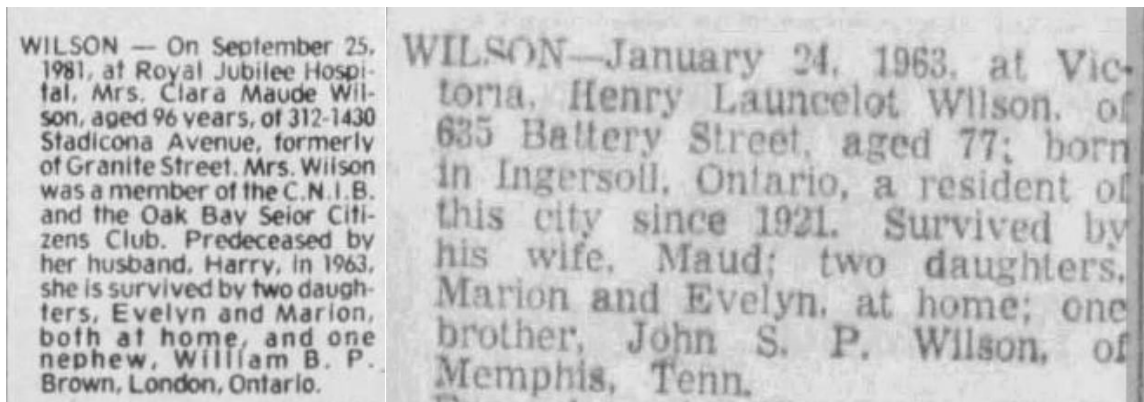 WILSON — On September 25,
1981, at Royal Jubilee Hospi-
tal, Mrs. Clara Maude Wil-
son, aged 96 years, of 312-1430
Stadicona Avenue, formerly
of Granite Street. Mrs. Wilson
was a member of the C.N.I.B.
and the Oak Bay Seior Citi-
zens Club. Predeceased by
her husband, Harry, in 1963,
she is survived by two daugh-
ters, Evelyn and Marion,
both at home, and one
nephew, William B. P.
Brown, London, Ontario.
WILSON—January 24, 1963, at Vic-
toria, Henry Launcelot Wilson, of
635 Battery Street, aged 77; born
in Ingersoll, Ontario, a resident of
this city since 1921. Survived by
his wife, Maud; two daughters,
Marion and Evelyn, at home; one
brother, John S. P. Wilson, of
Memphis, Tenn.